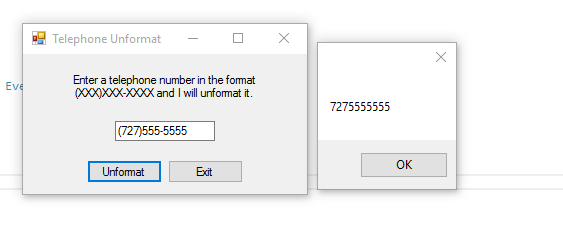 Telephone Unformat
Eve
Enter a telephone number in the format
(XXX)XXX-XXXX and I will unformat it.
(727)555-5555
Unformat
Exit
7275555555
OK